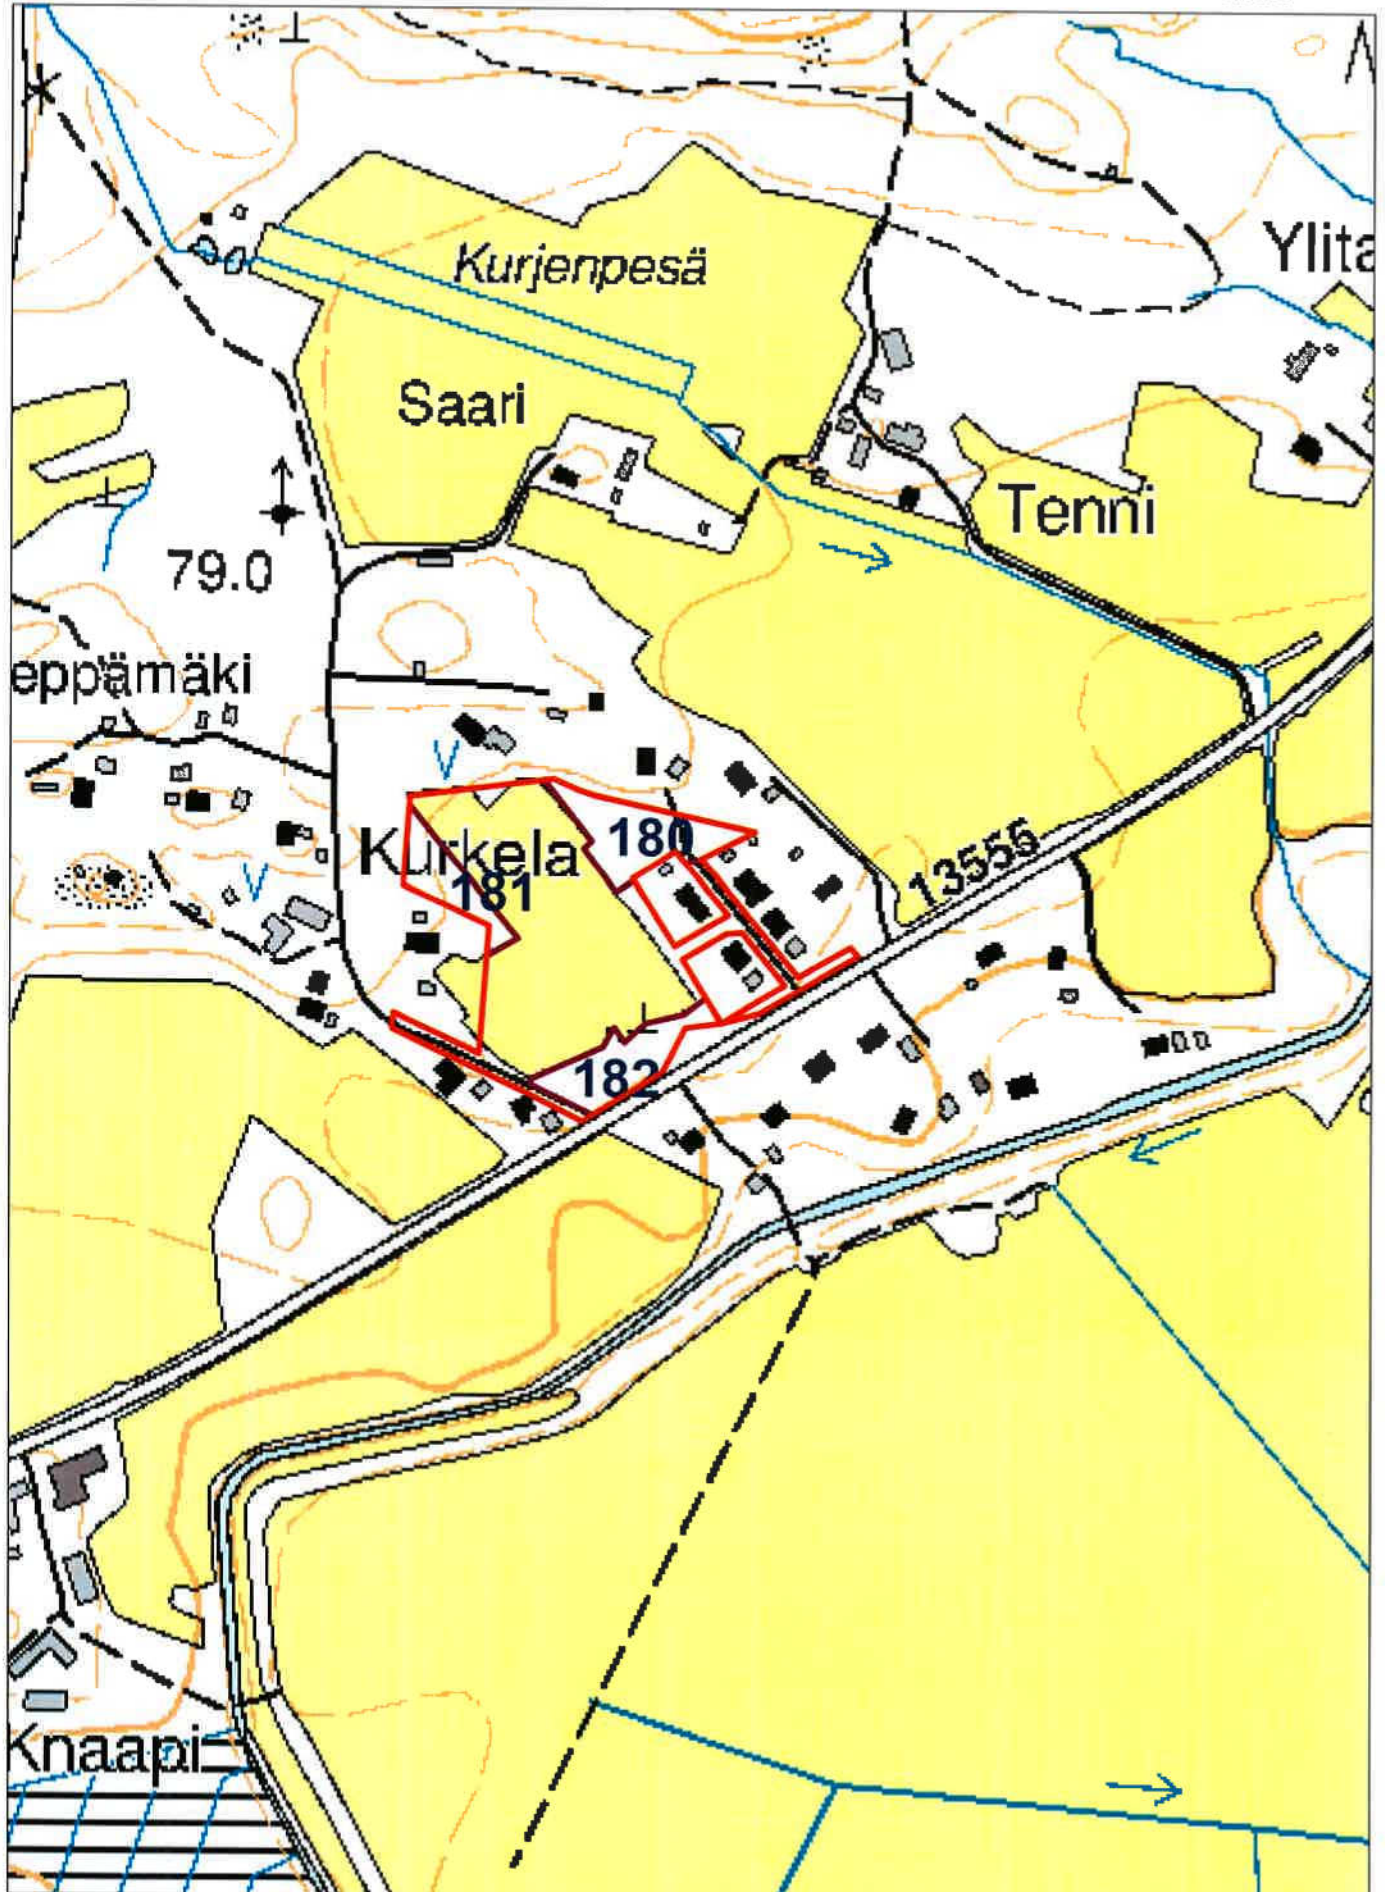 Ylita
Kurjenpesä
Saari
Tenni
79.0
eppämäki
180
Kurkela
181
13556
182
Knaapi